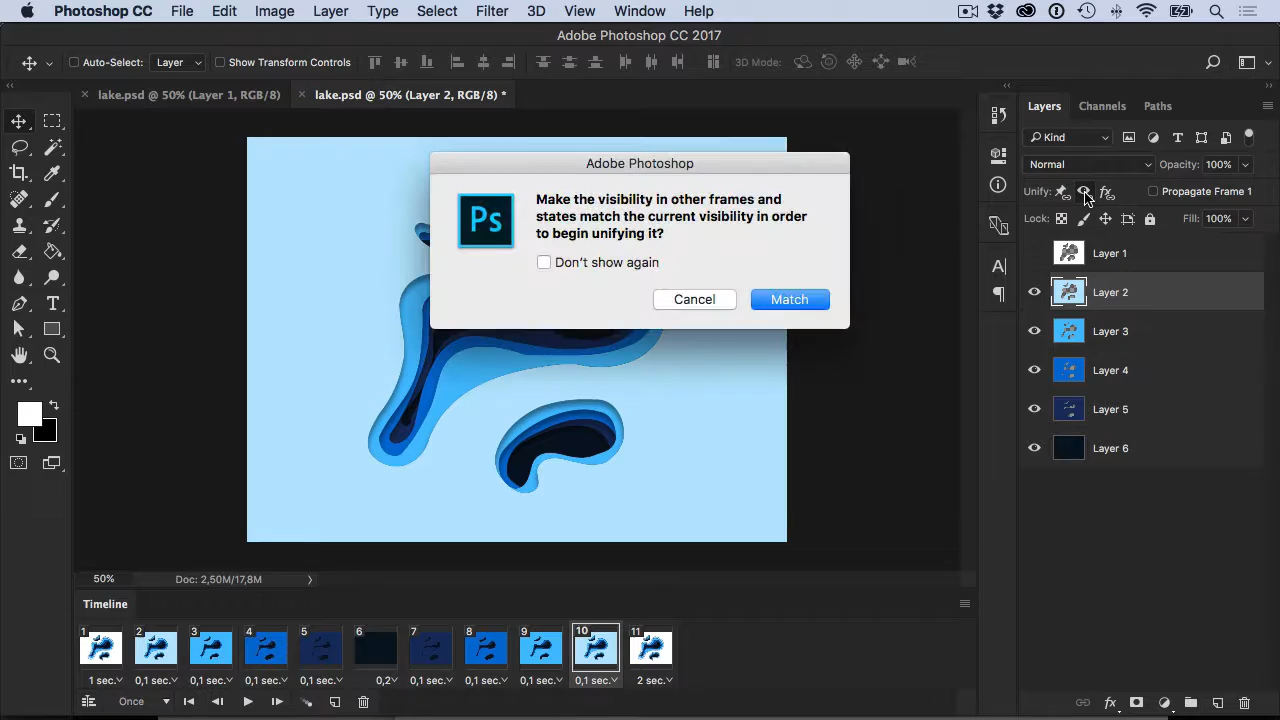 Photoshop CC File Edit Image Layer Type Select Filter 3D View Window Help
Adobe Photoshop CC 2017
Auto-Select: Layer Show Transform Controls 3D Mode:
lake.psd @ 50% (Layer 1, RGB/8) lake.psd @ 50% (Layer 2, RGB/8) *
Layers Channels Paths
Kind
Normal Opacity: 100%
Unify: Propagate Frame 1
Lock: Fill: 100%
Layer 1
Layer 2
Layer 3
Layer 4
Layer 5
Layer 6
Adobe Photoshop
Ps
Make the visibility in other frames and
states match the current visibility in order
to begin unifying it?
Don't show again
Cancel Match
50% Doc: 2,50M/17,8M
Timeline
1 2 3 4 5 6 7 8 9 10 11
1 sec. 0,1 sec. 0,1 sec. 0,1 sec. 0,1 sec. 0,2 0,1 sec. 0,1 sec. 0,1 sec. 0,1 sec. 2 sec.
Once